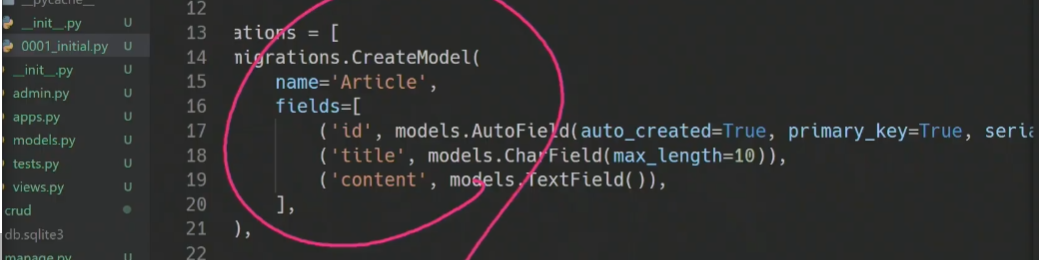 __pycache__
__init__.py U
0001_initial.py U
__init__.py U
admin.py U
apps.py U
models.py U
tests.py U
views.py U
crud
db.sqlite3
manage.py U
12
13 ations = [
14 migrations.CreateModel(
15 name='Article',
16 fields=[
17 ('id', models.AutoField(auto_created=True, primary_key=True, seria
18 ('title', models.CharField(max_length=10)),
19 ('content', models.TextField()),
20 ],
21 ),
22